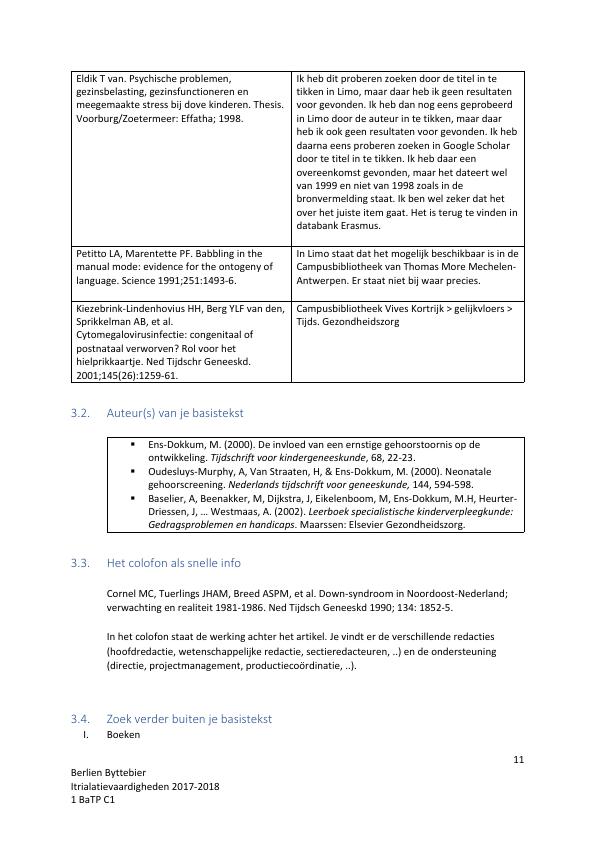 Eldik T van. Psychische problemen,
gezinsbelasting, gezinsfunctioneren en
meegemaakte stress bij dove kinderen. Thesis.
Voorburg/Zoetermeer: Effatha; 1998.
Ik heb dit proberen zoeken door de titel in te
tikken in Limo, maar daar heb ik geen resultaten
voor gevonden. Ik heb dan nog eens geprobeerd
in Limo door de auteur in te tikken, maar daar
heb ik ook geen resultaten voor gevonden. Ik heb
daarna eens proberen zoeken in Google Scholar
door te titel in te tikken. Ik heb daar een
overeenkomst gevonden, maar het dateert wel
van 1999 en niet van 1998 zoals in de
bronvermelding staat. Ik ben wel zeker dat het
over het juiste item gaat. Het is terug te vinden in
databank Erasmus.
Petitto LA, Marentette PF. Babbling in the
manual mode: evidence for the ontogeny of
language. Science 1991;251:1493-6.
In Limo staat dat het mogelijk beschikbaar is in de
Campusbibliotheek van Thomas More Mechelen-
Antwerpen. Er staat niet bij waar precies.
Kiezebrink-Lindenhovius HH, Berg YLF van den,
Sprikkelman AB, et al.
Cytomegalovirusinfectie: congenitaal of
postnataal verworven? Rol voor het
hielprikkaartje. Ned Tijdschr Geneeskd.
2001;145(26):1259-61.
Campusbibliotheek Vives Kortrijk > gelijkvloers >
Tijds. Gezondheidszorg
3.2. Auteur(s) van je basistekst
▪ Ens-Dokkum, M. (2000). De invloed van een ernstige gehoorstoornis op de
ontwikkeling. Tijdschrift voor kindergeneeskunde, 68, 22-23.
▪ Oudesluys-Murphy, A, Van Straaten, H, & Ens-Dokkum, M. (2000). Neonatale
gehoorscreening. Nederlands tijdschrift voor geneeskunde, 144, 594-598.
▪ Baselier, A, Beenakker, M, Dijkstra, J, Eikelenboom, M, Ens-Dokkum, M.H, Heurter-
Driessen, J, … Westmaas, A. (2002). Leerboek specialistische kinderverpleegkunde:
Gedragsproblemen en handicaps. Maarssen: Elsevier Gezondheidszorg.
3.3. Het colofon als snelle info
Cornel MC, Tuerlings JHAM, Breed ASPM, et al. Down-syndroom in Noordoost-Nederland;
verwachting en realiteit 1981-1986. Ned Tijdsch Geneeskd 1990; 134: 1852-5.
In het colofon staat de werking achter het artikel. Je vindt er de verschillende redacties
(hoofdredactie, wetenschappelijke redactie, sectieredacteuren, ..) en de ondersteuning
(directie, projectmanagement, productiecoördinatie, ..).
3.4. Zoek verder buiten je basistekst
I. Boeken
11
Berlien Byttebier
Itrialatievaardigheden 2017-2018
1 BaTP C1